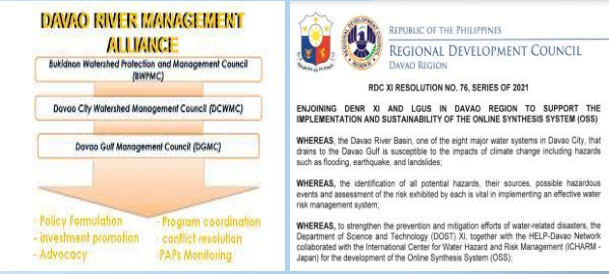 DAVAO RIVER MANAGEMENT
ALLIANCE
Bukidnon Watershed Protection and Management Council
(BWPMC)
Davao City Watershed Management Council (DCWMC)
Davao Gulf Management Council (DGMC)
- Policy Formulation
- investment promotion
- Advocacy
- Program coordination
- conflict resolution
-PAPs Monitoring
REPUBLIC OF THE PHILIPPINES
REGIONAL DEVELOPMENT COUNCIL
DAVAO REGION
RDC XI RESOLUTION NO. 76, SERIES OF 2021
ENJOINING DENR XI AND LGUS IN DAVAO REGION TO SUPPORT THE
IMPLEMENTATION AND SUSTAINABILITY OF THE ONLINE SYNTHESIS SYSTEM (OSS)
WHEREAS, the Davao River Basin, one of the eight major water systems in Davao City, that
drains to the Davao Gulf is susceptible to the impacts of climate change including hazards
such as flooding, earthquake, and landslides;
WHEREAS, the identification of all potential hazards, their sources, possible hazardous
events and assessment of the risk exhibited by each is vital in implementing an effective water
risk management system;
WHEREAS, to strengthen the prevention and mitigation efforts of water-related disasters, the
Department of Science and Technology (DOST) XI, together with the HELP-Davao Network
collaborated with the International Center for Water Hazard and Risk Management (ICHARM -
Japan) for the development of the Online Synthesis System (OSS);